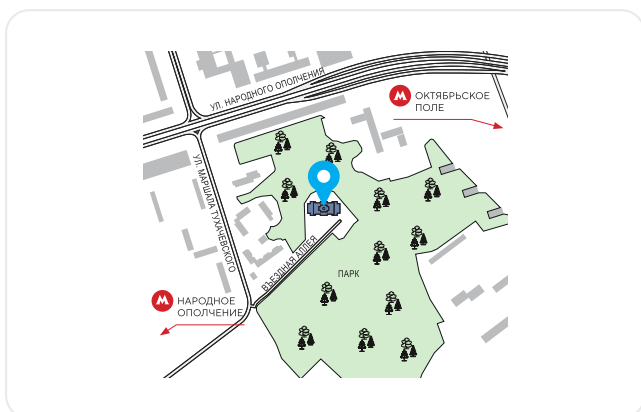 УЛ. НАРОДНОГО ОПОЛЧЕНИЯ
М ОКТЯБРЬСКОЕ
ПОЛЕ
УЛ. МАРШАЛА ТУХАЧЕВСКОГО
ВЪЕЗДНАЯ АЛЛЕЯ
ПАРК
М НАРОДНОЕ
ОПОЛЧЕНИЕ